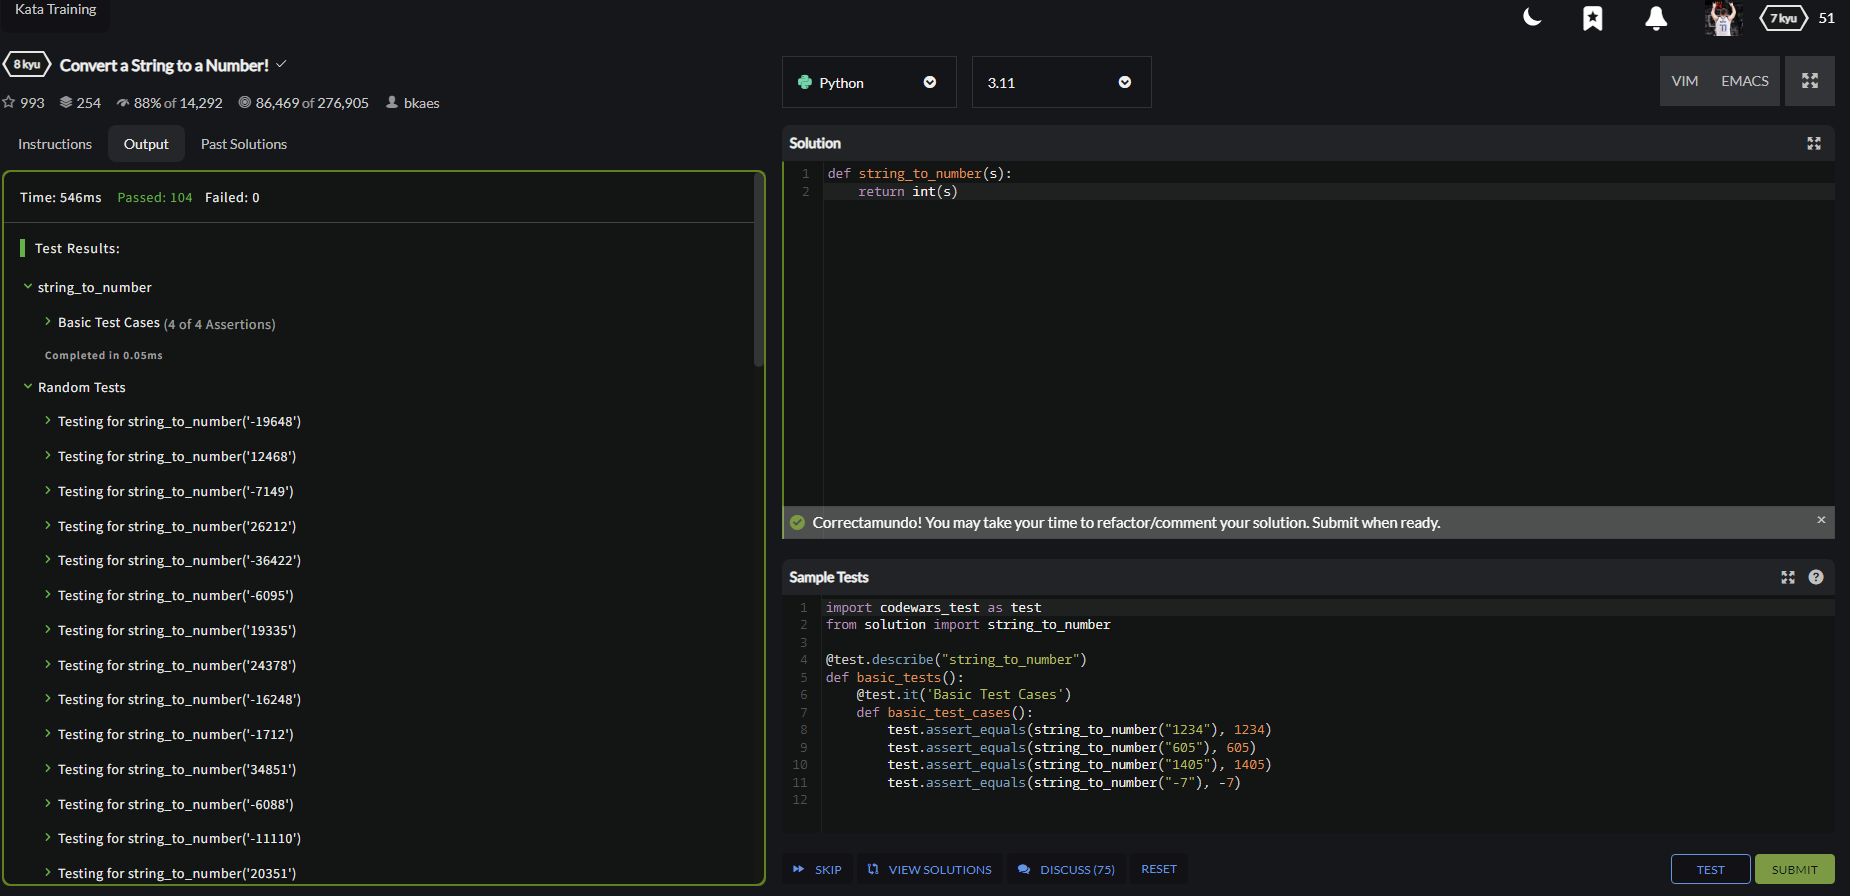 Kata Training
7 kyu 51
8 kyu Convert a String to a Number!
993 254 88% of 14,292 86,469 of 276,905 bkaes
Instructions Output Past Solutions
Time: 546ms Passed: 104 Failed: 0
Test Results:
string_to_number
Basic Test Cases (4 of 4 Assertions)
Completed in 0.05ms
Random Tests
Testing for string_to_number('-19648')
Testing for string_to_number('12468')
Testing for string_to_number('-7149')
Testing for string_to_number('26212')
Testing for string_to_number('-36422')
Testing for string_to_number('-6095')
Testing for string_to_number('19335')
Testing for string_to_number('24378')
Testing for string_to_number('-16248')
Testing for string_to_number('-1712')
Testing for string_to_number('34851')
Testing for string_to_number('-6088')
Testing for string_to_number('-11110')
Testing for string_to_number('20351')
Python 3.11 VIM EMACS
Solution
1 def string_to_number(s):
2     return int(s)
Correctamundo! You may take your time to refactor/comment your solution. Submit when ready. ×
Sample Tests ?
1 import codewars_test as test
2 from solution import string_to_number
3
4 @test.describe("string_to_number")
5 def basic_tests():
6     @test.it('Basic Test Cases')
7     def basic_test_cases():
8         test.assert_equals(string_to_number("1234"), 1234)
9         test.assert_equals(string_to_number("605"), 605)
10         test.assert_equals(string_to_number("1405"), 1405)
11         test.assert_equals(string_to_number("-7"), -7)
12
SKIP VIEW SOLUTIONS DISCUSS (75) RESET TEST SUBMIT